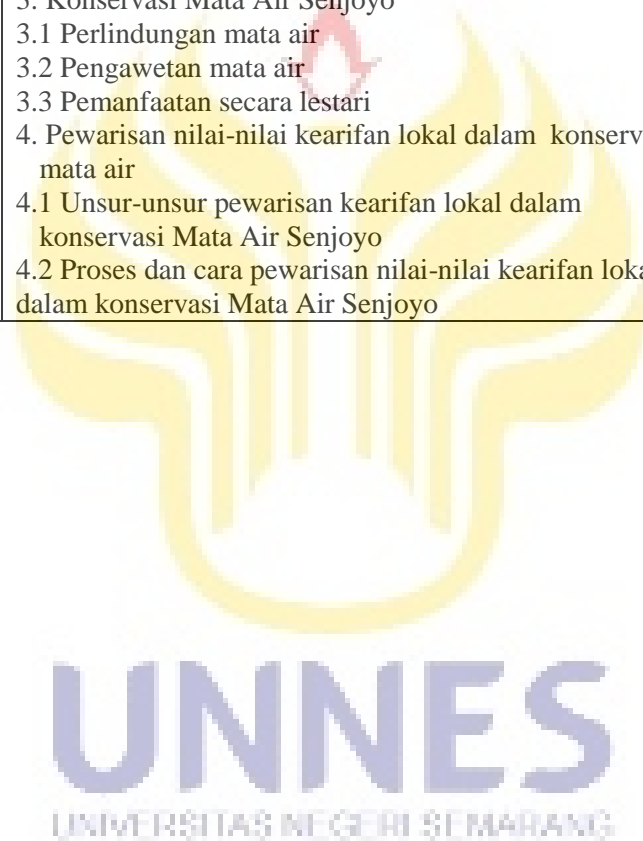 3. Konservasi Mata Air Senjoyo
3.1 Perlindungan mata air
3.2 Pengawetan mata air
3.3 Pemanfaatan secara lestari
4. Pewarisan nilai-nilai kearifan lokal dalam konserv
mata air
4.1 Unsur-unsur pewarisan kearifan lokal dalam
konservasi Mata Air Senjoyo
4.2 Proses dan cara pewarisan nilai-nilai kearifan loka
dalam konservasi Mata Air Senjoyo
UNNES
UNIVERSITAS NEGERI SEMARANG